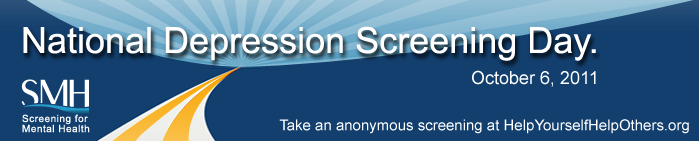 National Depression Screening Day.
October 6, 2011
SMH
Screening for
Mental Health
Take an anonymous screening at HelpYourselfHelpOthers.org